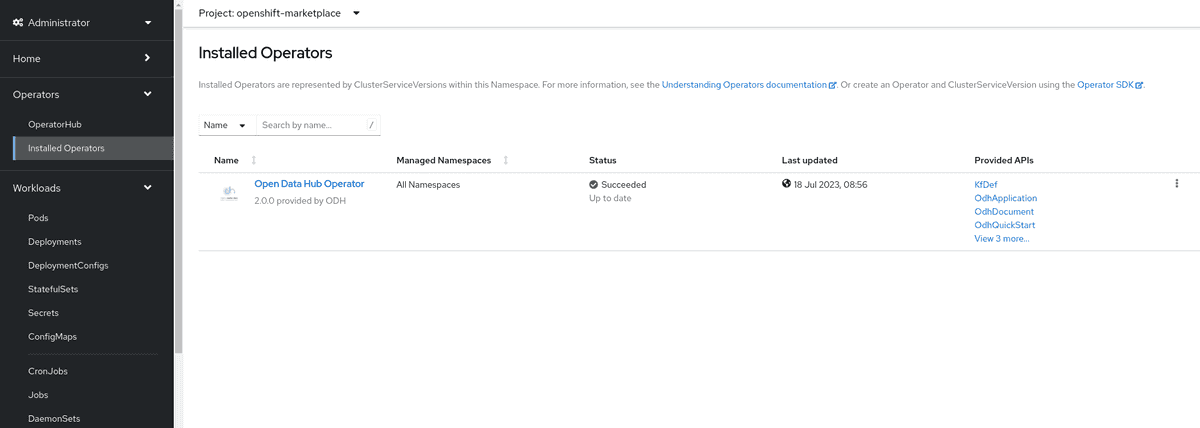 Administrator
Home
Operators
OperatorHub
Installed Operators
Workloads
Pods
Deployments
DeploymentConfigs
StatefulSets
Secrets
ConfigMaps
CronJobs
Jobs
DaemonSets
Project: openshift-marketplace
Installed Operators
Installed Operators are represented by ClusterServiceVersions within this Namespace. For more information, see the Understanding Operators documentation. Or create an Operator and ClusterServiceVersion using the Operator SDK.
Name Search by name... /
Name Managed Namespaces Status Last updated Provided APIs
Open Data Hub Operator All Namespaces Succeeded 18 Jul 2023, 08:56 KfDef
2.0.0 provided by ODH Up to date OdhApplication
OdhDocument
OdhQuickStart
View 3 more...